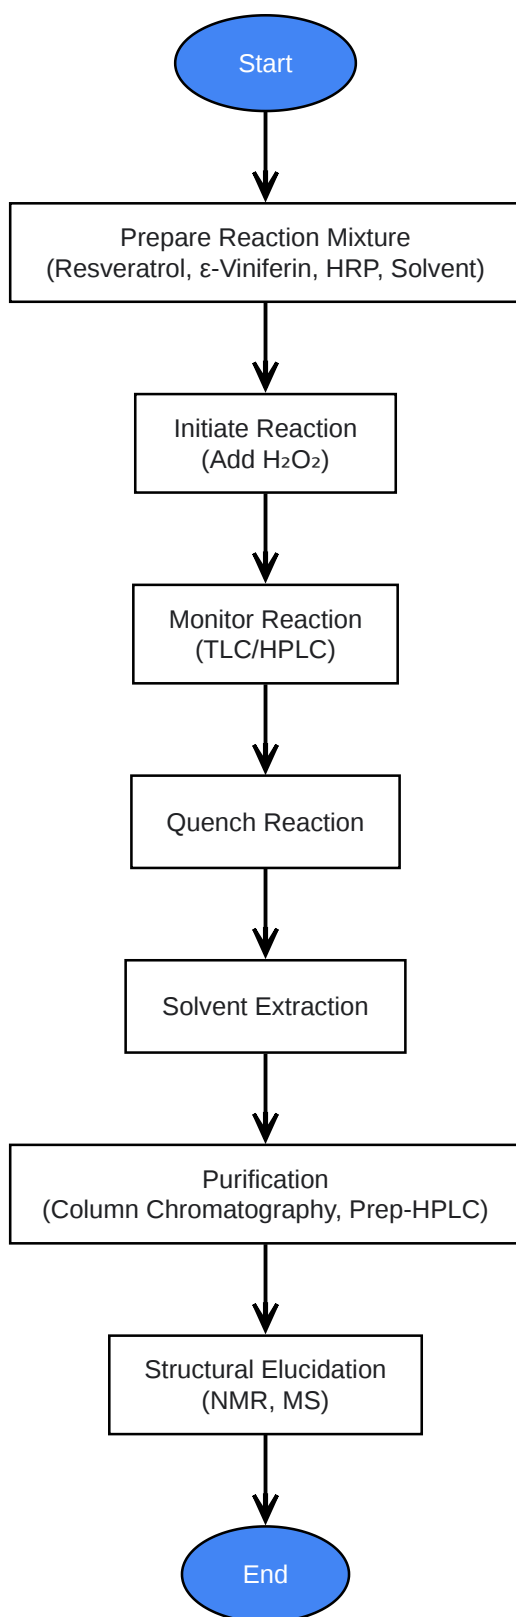 Start
Prepare Reaction Mixture
(Resveratrol, ε-Viniferin, HRP, Solvent)
Initiate Reaction
(Add H₂O₂)
Monitor Reaction
(TLC/HPLC)
Quench Reaction
Solvent Extraction
Purification
(Column Chromatography, Prep-HPLC)
Structural Elucidation
(NMR, MS)
End